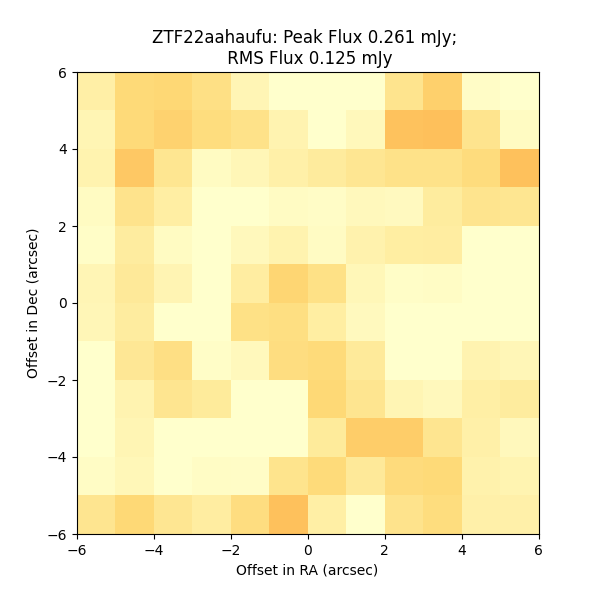 ZTF22aahaufu: Peak Flux 0.261 mJy;
RMS Flux 0.125 mJy
6
4
2
0
−2
−4
−6
Offset in Dec (arcsec)
−6 −4 −2 0 2 4 6
Offset in RA (arcsec)